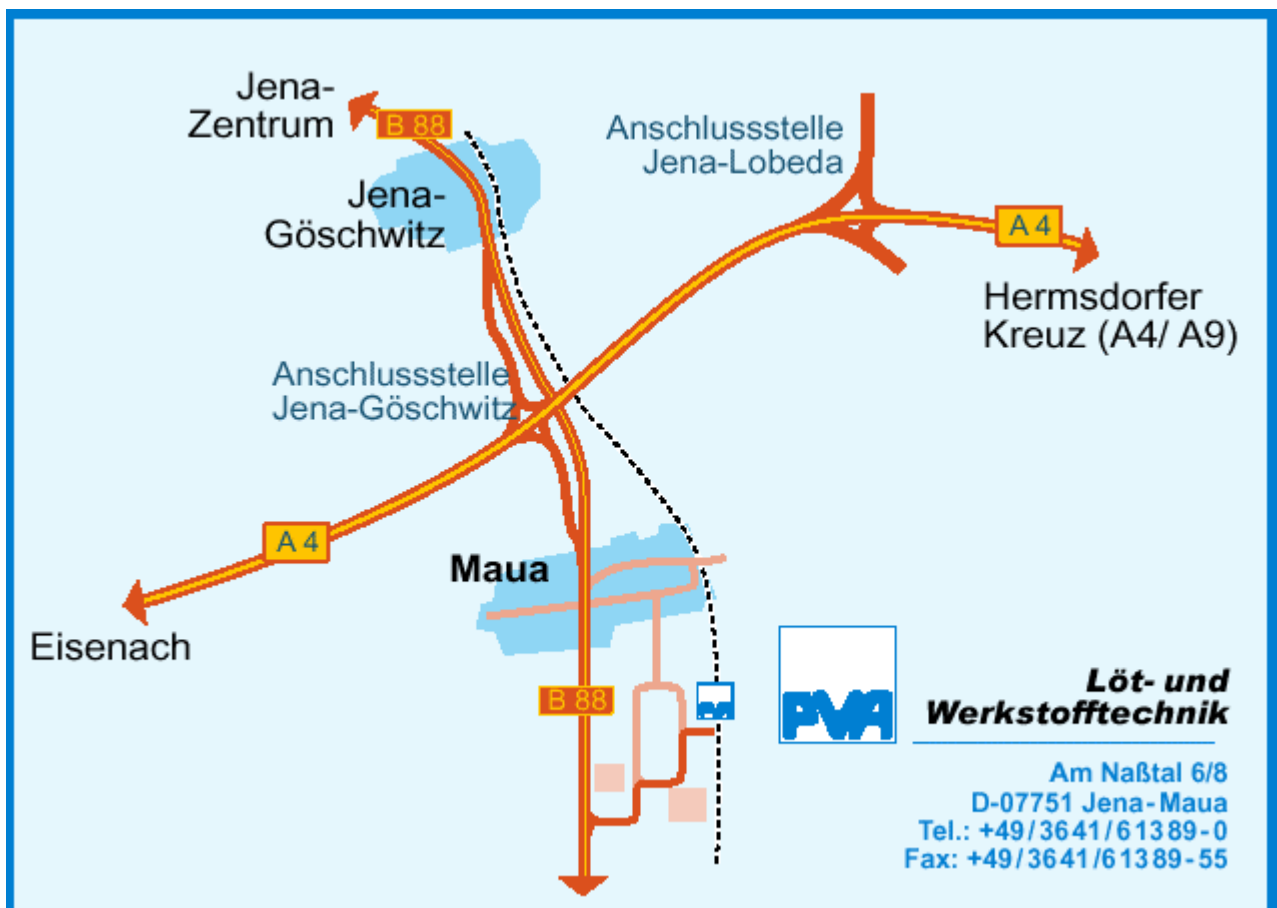 Jena-
Zentrum
B 88
Anschlussstelle
Jena-Lobeda
Jena-
Göschwitz
A 4
Hermsdorfer
Kreuz (A4/ A9)
Anschlussstelle
Jena-Göschwitz
A 4
Maua
Eisenach
B 88
PVA
PVA
Löt- und
Werkstofftechnik
Am Naßtal 6/8
D-07751 Jena-Maua
Tel.: +49/3641/61389-0
Fax: +49/3641/61389-55